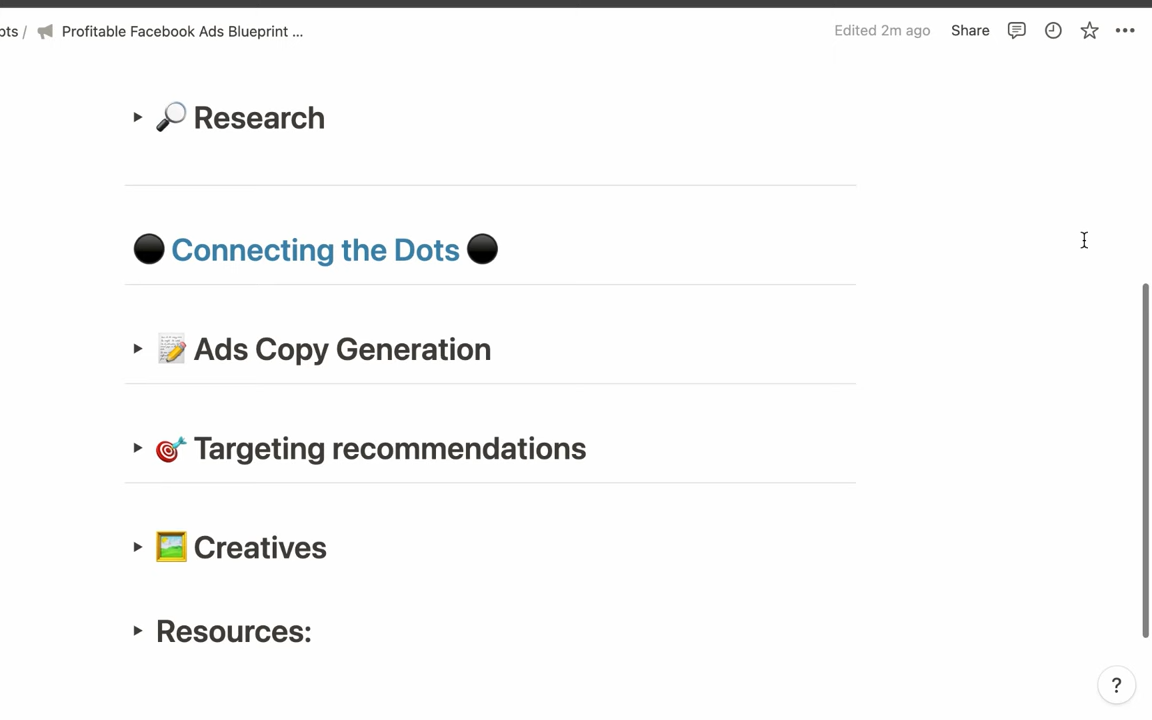 pts / Profitable Facebook Ads Blueprint ...
Edited 2m ago
Share
Research
Connecting the Dots
Ads Copy Generation
Targeting recommendations
Creatives
Resources:
?